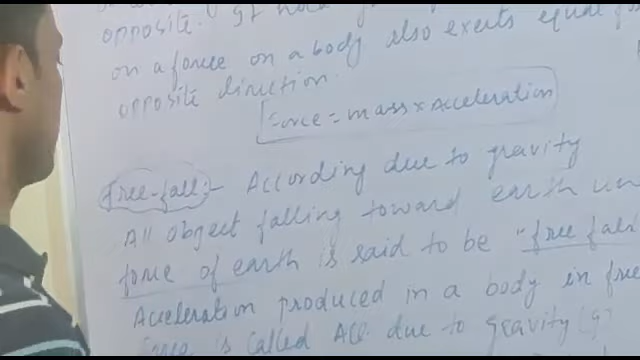 opposite.
on a force on a body also exerts equal
opposite direction.
Force = mass × Acceleration
Free-fall:- According due to gravity
All object falling toward earth
force of earth is said to be "free fall
Acceleration produced in a body in free
is called ACC due to gravity (g)